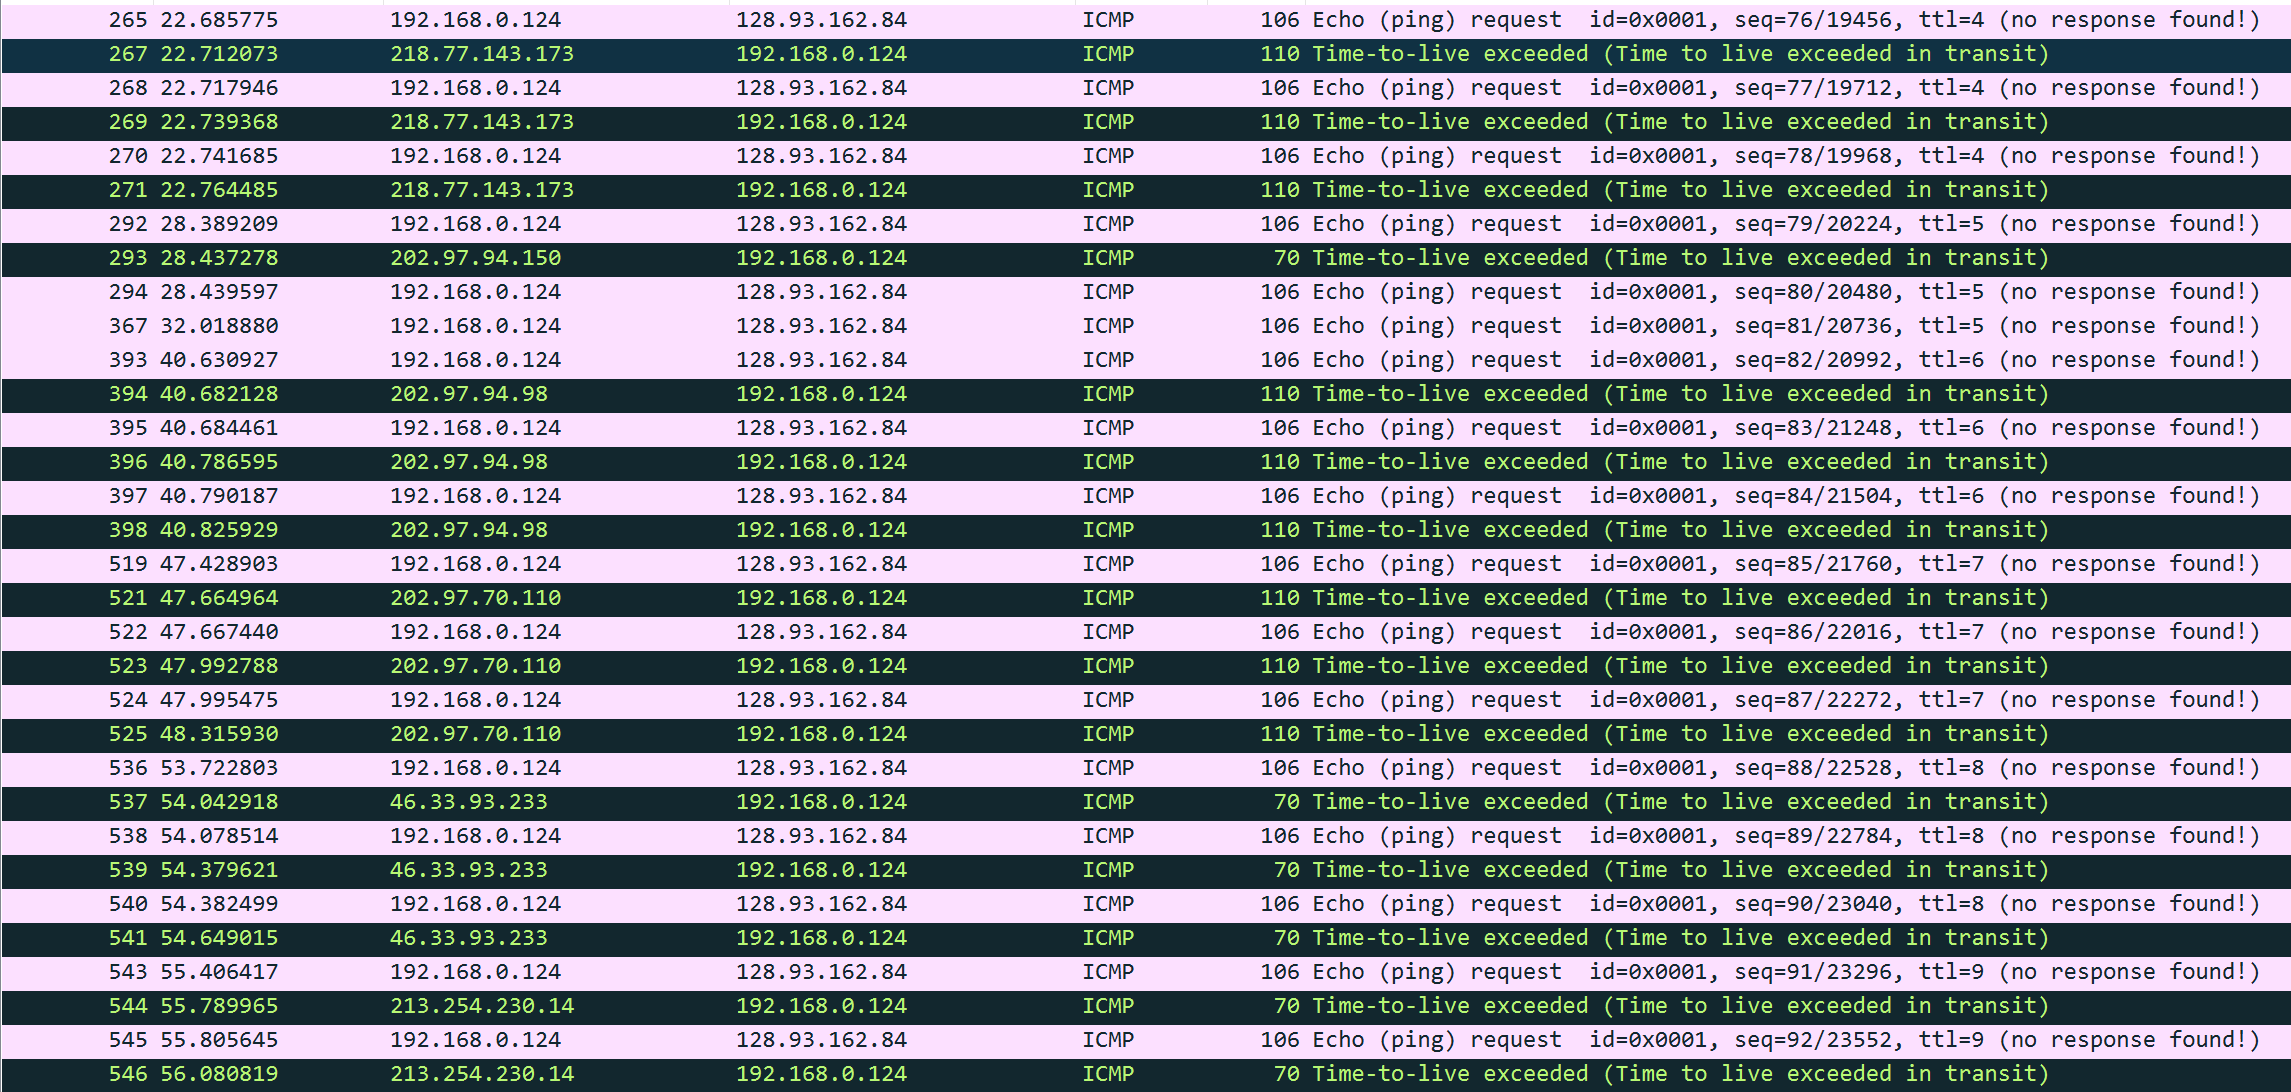 265 22.685775 192.168.0.124 128.93.162.84 ICMP 106 Echo (ping) request id=0x0001, seq=76/19456, ttl=4 (no response found!)
267 22.712073 218.77.143.173 192.168.0.124 ICMP 110 Time-to-live exceeded (Time to live exceeded in transit)
268 22.717946 192.168.0.124 128.93.162.84 ICMP 106 Echo (ping) request id=0x0001, seq=77/19712, ttl=4 (no response found!)
269 22.739368 218.77.143.173 192.168.0.124 ICMP 110 Time-to-live exceeded (Time to live exceeded in transit)
270 22.741685 192.168.0.124 128.93.162.84 ICMP 106 Echo (ping) request id=0x0001, seq=78/19968, ttl=4 (no response found!)
271 22.764485 218.77.143.173 192.168.0.124 ICMP 110 Time-to-live exceeded (Time to live exceeded in transit)
292 28.389209 192.168.0.124 128.93.162.84 ICMP 106 Echo (ping) request id=0x0001, seq=79/20224, ttl=5 (no response found!)
293 28.437278 202.97.94.150 192.168.0.124 ICMP 70 Time-to-live exceeded (Time to live exceeded in transit)
294 28.439597 192.168.0.124 128.93.162.84 ICMP 106 Echo (ping) request id=0x0001, seq=80/20480, ttl=5 (no response found!)
367 32.018880 192.168.0.124 128.93.162.84 ICMP 106 Echo (ping) request id=0x0001, seq=81/20736, ttl=5 (no response found!)
393 40.630927 192.168.0.124 128.93.162.84 ICMP 106 Echo (ping) request id=0x0001, seq=82/20992, ttl=6 (no response found!)
394 40.682128 202.97.94.98 192.168.0.124 ICMP 110 Time-to-live exceeded (Time to live exceeded in transit)
395 40.684461 192.168.0.124 128.93.162.84 ICMP 106 Echo (ping) request id=0x0001, seq=83/21248, ttl=6 (no response found!)
396 40.786595 202.97.94.98 192.168.0.124 ICMP 110 Time-to-live exceeded (Time to live exceeded in transit)
397 40.790187 192.168.0.124 128.93.162.84 ICMP 106 Echo (ping) request id=0x0001, seq=84/21504, ttl=6 (no response found!)
398 40.825929 202.97.94.98 192.168.0.124 ICMP 110 Time-to-live exceeded (Time to live exceeded in transit)
519 47.428903 192.168.0.124 128.93.162.84 ICMP 106 Echo (ping) request id=0x0001, seq=85/21760, ttl=7 (no response found!)
521 47.664964 202.97.70.110 192.168.0.124 ICMP 110 Time-to-live exceeded (Time to live exceeded in transit)
522 47.667440 192.168.0.124 128.93.162.84 ICMP 106 Echo (ping) request id=0x0001, seq=86/22016, ttl=7 (no response found!)
523 47.992788 202.97.70.110 192.168.0.124 ICMP 110 Time-to-live exceeded (Time to live exceeded in transit)
524 47.995475 192.168.0.124 128.93.162.84 ICMP 106 Echo (ping) request id=0x0001, seq=87/22272, ttl=7 (no response found!)
525 48.315930 202.97.70.110 192.168.0.124 ICMP 110 Time-to-live exceeded (Time to live exceeded in transit)
536 53.722803 192.168.0.124 128.93.162.84 ICMP 106 Echo (ping) request id=0x0001, seq=88/22528, ttl=8 (no response found!)
537 54.042918 46.33.93.233 192.168.0.124 ICMP 70 Time-to-live exceeded (Time to live exceeded in transit)
538 54.078514 192.168.0.124 128.93.162.84 ICMP 106 Echo (ping) request id=0x0001, seq=89/22784, ttl=8 (no response found!)
539 54.379621 46.33.93.233 192.168.0.124 ICMP 70 Time-to-live exceeded (Time to live exceeded in transit)
540 54.382499 192.168.0.124 128.93.162.84 ICMP 106 Echo (ping) request id=0x0001, seq=90/23040, ttl=8 (no response found!)
541 54.649015 46.33.93.233 192.168.0.124 ICMP 70 Time-to-live exceeded (Time to live exceeded in transit)
543 55.406417 192.168.0.124 128.93.162.84 ICMP 106 Echo (ping) request id=0x0001, seq=91/23296, ttl=9 (no response found!)
544 55.789965 213.254.230.14 192.168.0.124 ICMP 70 Time-to-live exceeded (Time to live exceeded in transit)
545 55.805645 192.168.0.124 128.93.162.84 ICMP 106 Echo (ping) request id=0x0001, seq=92/23552, ttl=9 (no response found!)
546 56.080819 213.254.230.14 192.168.0.124 ICMP 70 Time-to-live exceeded (Time to live exceeded in transit)